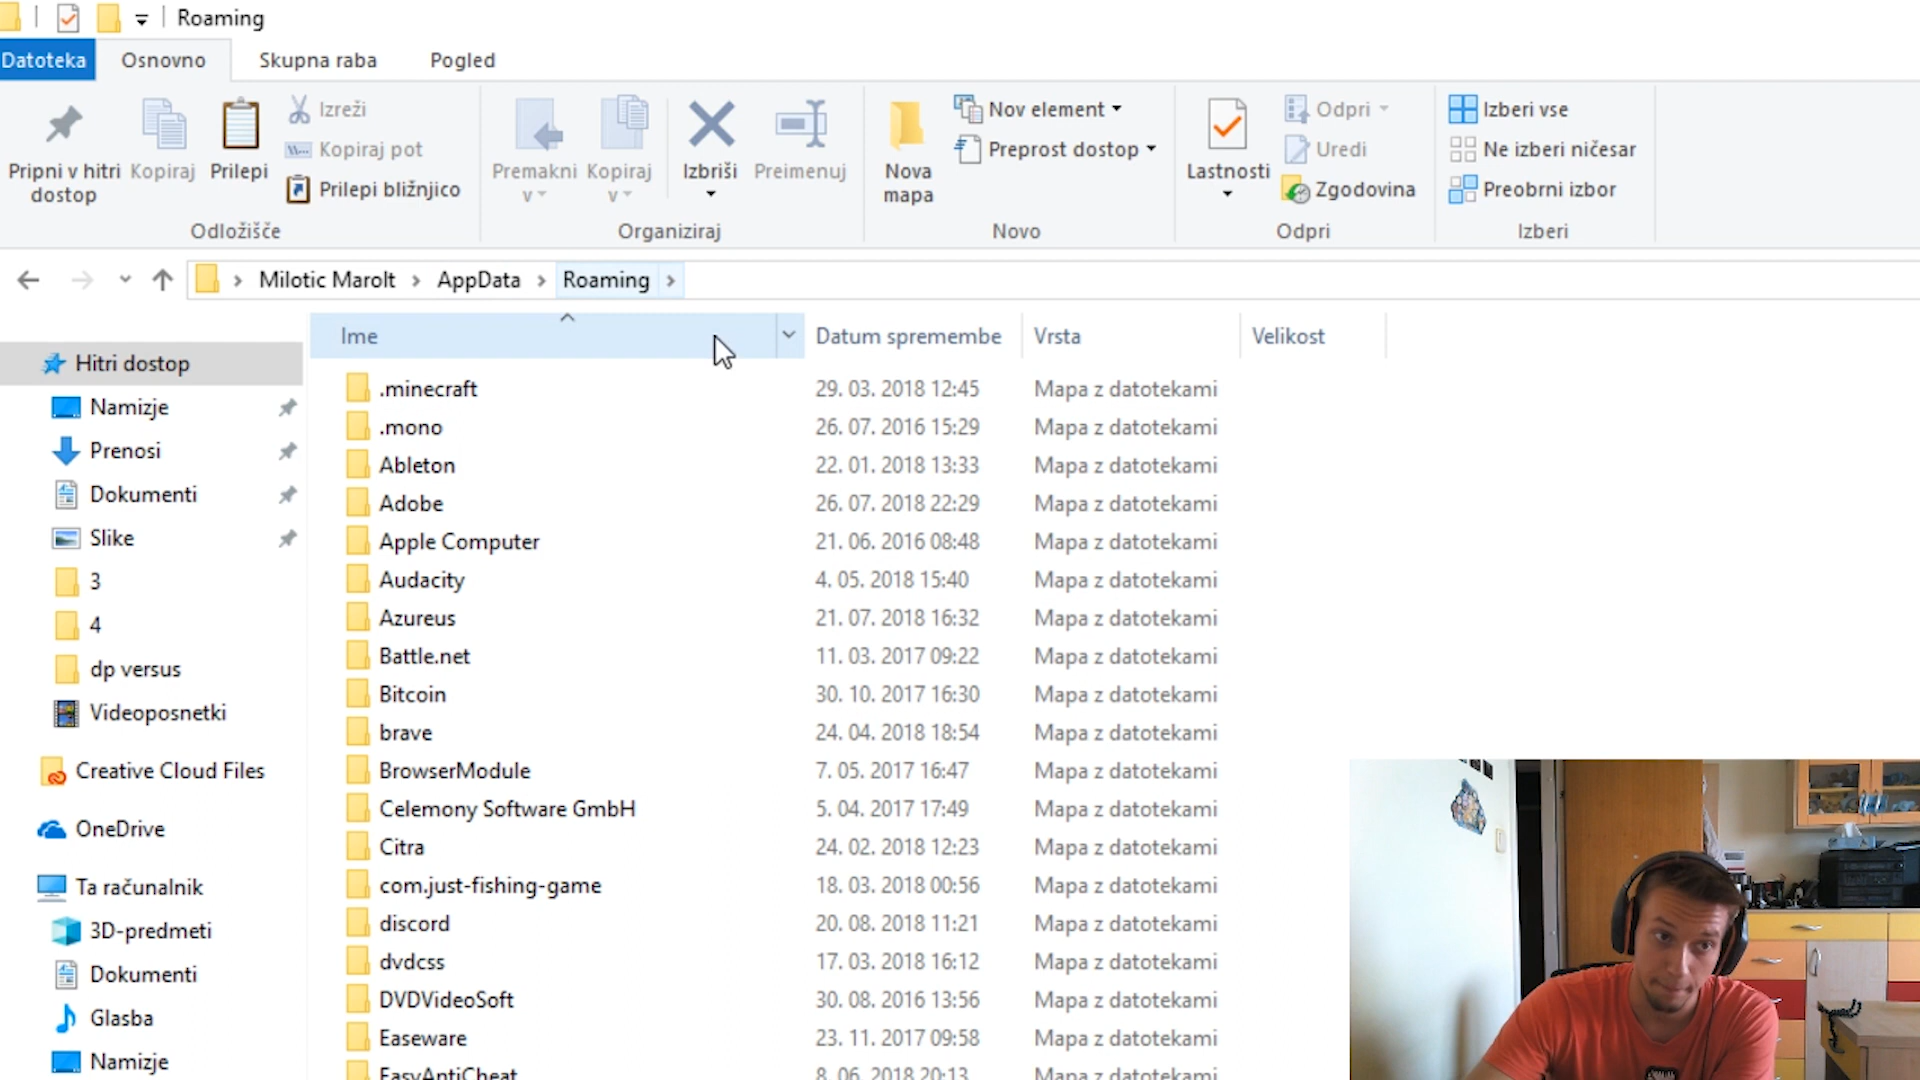 Roaming
Datoteka Osnovno Skupna raba Pogled
Pripni v hitri dostop
Kopiraj
Prilepi
Izreži
Kopiraj pot
Prilepi bližnjico
Odložišče
Premakni v
Kopiraj v
Izbriši
Preimenuj
Organiziraj
Nova mapa
Nov element
Preprost dostop
Novo
Lastnosti
Odpri
Uredi
Zgodovina
Odpri
Izberi vse
Ne izberi ničesar
Preobrni izbor
Izberi
Milotic Marolt AppData Roaming
Hitri dostop
Namizje
Prenosi
Dokumenti
Slike
3
4
dp versus
Videoposnetki
Creative Cloud Files
OneDrive
Ta računalnik
3D-predmeti
Dokumenti
Glasba
Namizje
Ime Datum spremembe Vrsta Velikost
.minecraft 29. 03. 2018 12:45 Mapa z datotekami
.mono 26. 07. 2016 15:29 Mapa z datotekami
Ableton 22. 01. 2018 13:33 Mapa z datotekami
Adobe 26. 07. 2018 22:29 Mapa z datotekami
Apple Computer 21. 06. 2016 08:48 Mapa z datotekami
Audacity 4. 05. 2018 15:40 Mapa z datotekami
Azureus 21. 07. 2018 16:32 Mapa z datotekami
Battle.net 11. 03. 2017 09:22 Mapa z datotekami
Bitcoin 30. 10. 2017 16:30 Mapa z datotekami
brave 24. 04. 2018 18:54 Mapa z datotekami
BrowserModule 7. 05. 2017 16:47 Mapa z datotekami
Celemony Software GmbH 5. 04. 2017 17:49 Mapa z datotekami
Citra 24. 02. 2018 12:23 Mapa z datotekami
com.just-fishing-game 18. 03. 2018 00:56 Mapa z datotekami
discord 20. 08. 2018 11:21 Mapa z datotekami
dvdcss 17. 03. 2018 16:12 Mapa z datotekami
DVDVideoSoft 30. 08. 2016 13:56 Mapa z datotekami
Easeware 23. 11. 2017 09:58 Mapa z datotekami
EasyAntiCheat 8. 06. 2018 20:13 Mapa z datotekami